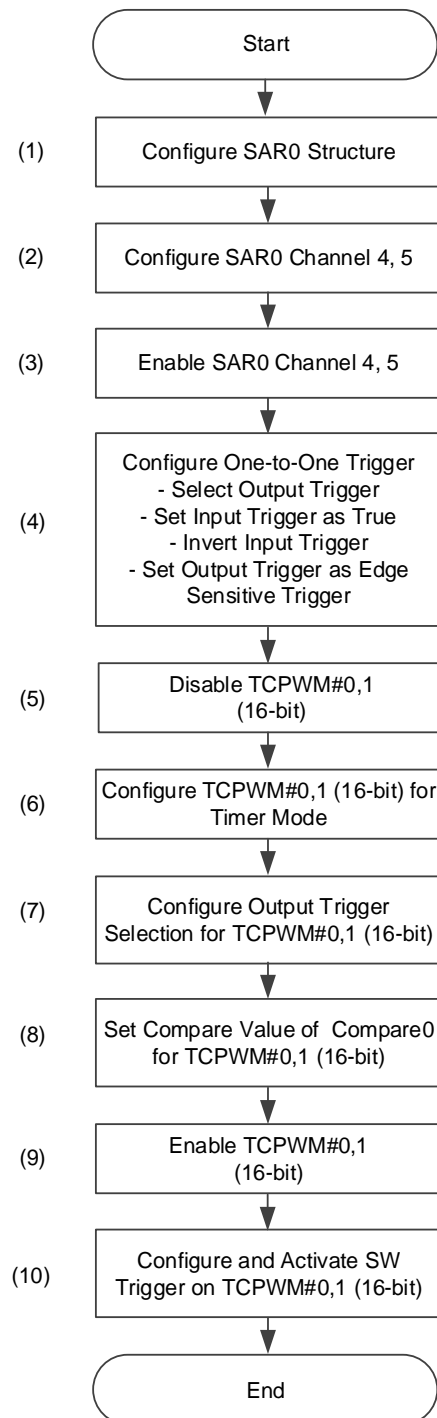 Start
(1)
Configure SAR0 Structure
(2)
Configure SAR0 Channel 4, 5
(3)
Enable SAR0 Channel 4, 5
(4)
Configure One-to-One Trigger
- Select Output Trigger
- Set Input Trigger as True
- Invert Input Trigger
- Set Output Trigger as Edge
Sensitive Trigger
(5)
Disable TCPWM#0,1
(16-bit)
(6)
Configure TCPWM#0,1 (16-bit) for
Timer Mode
(7)
Configure Output Trigger
Selection for TCPWM#0,1 (16-bit)
(8)
Set Compare Value of Compare0
for TCPWM#0,1 (16-bit)
(9)
Enable TCPWM#0,1
(16-bit)
(10)
Configure and Activate SW
Trigger on TCPWM#0,1 (16-bit)
End